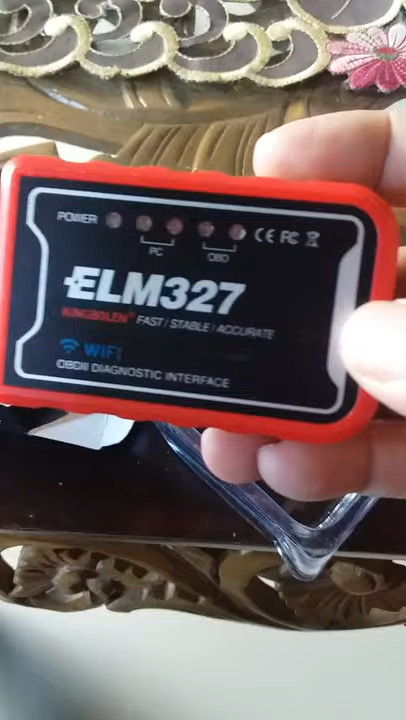 POWER
CE FC
PC
OBD
ELM327
KINGBOLEN® FAST / STABLE / ACCURATE
WIFI
OBDII DIAGNOSTIC INTERFACE